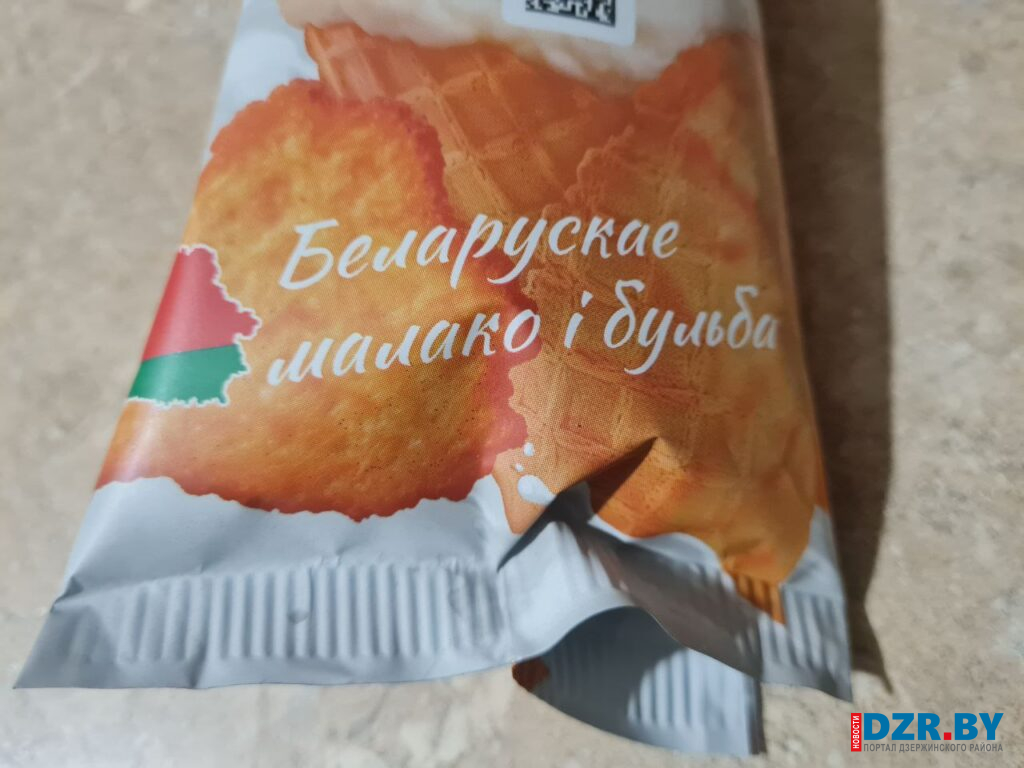 Беларускае
малако і бульба
НОВОСТИ
DZR.BY
ПОРТАЛ ДЗЕРЖИНСКОГО РАЙОНА